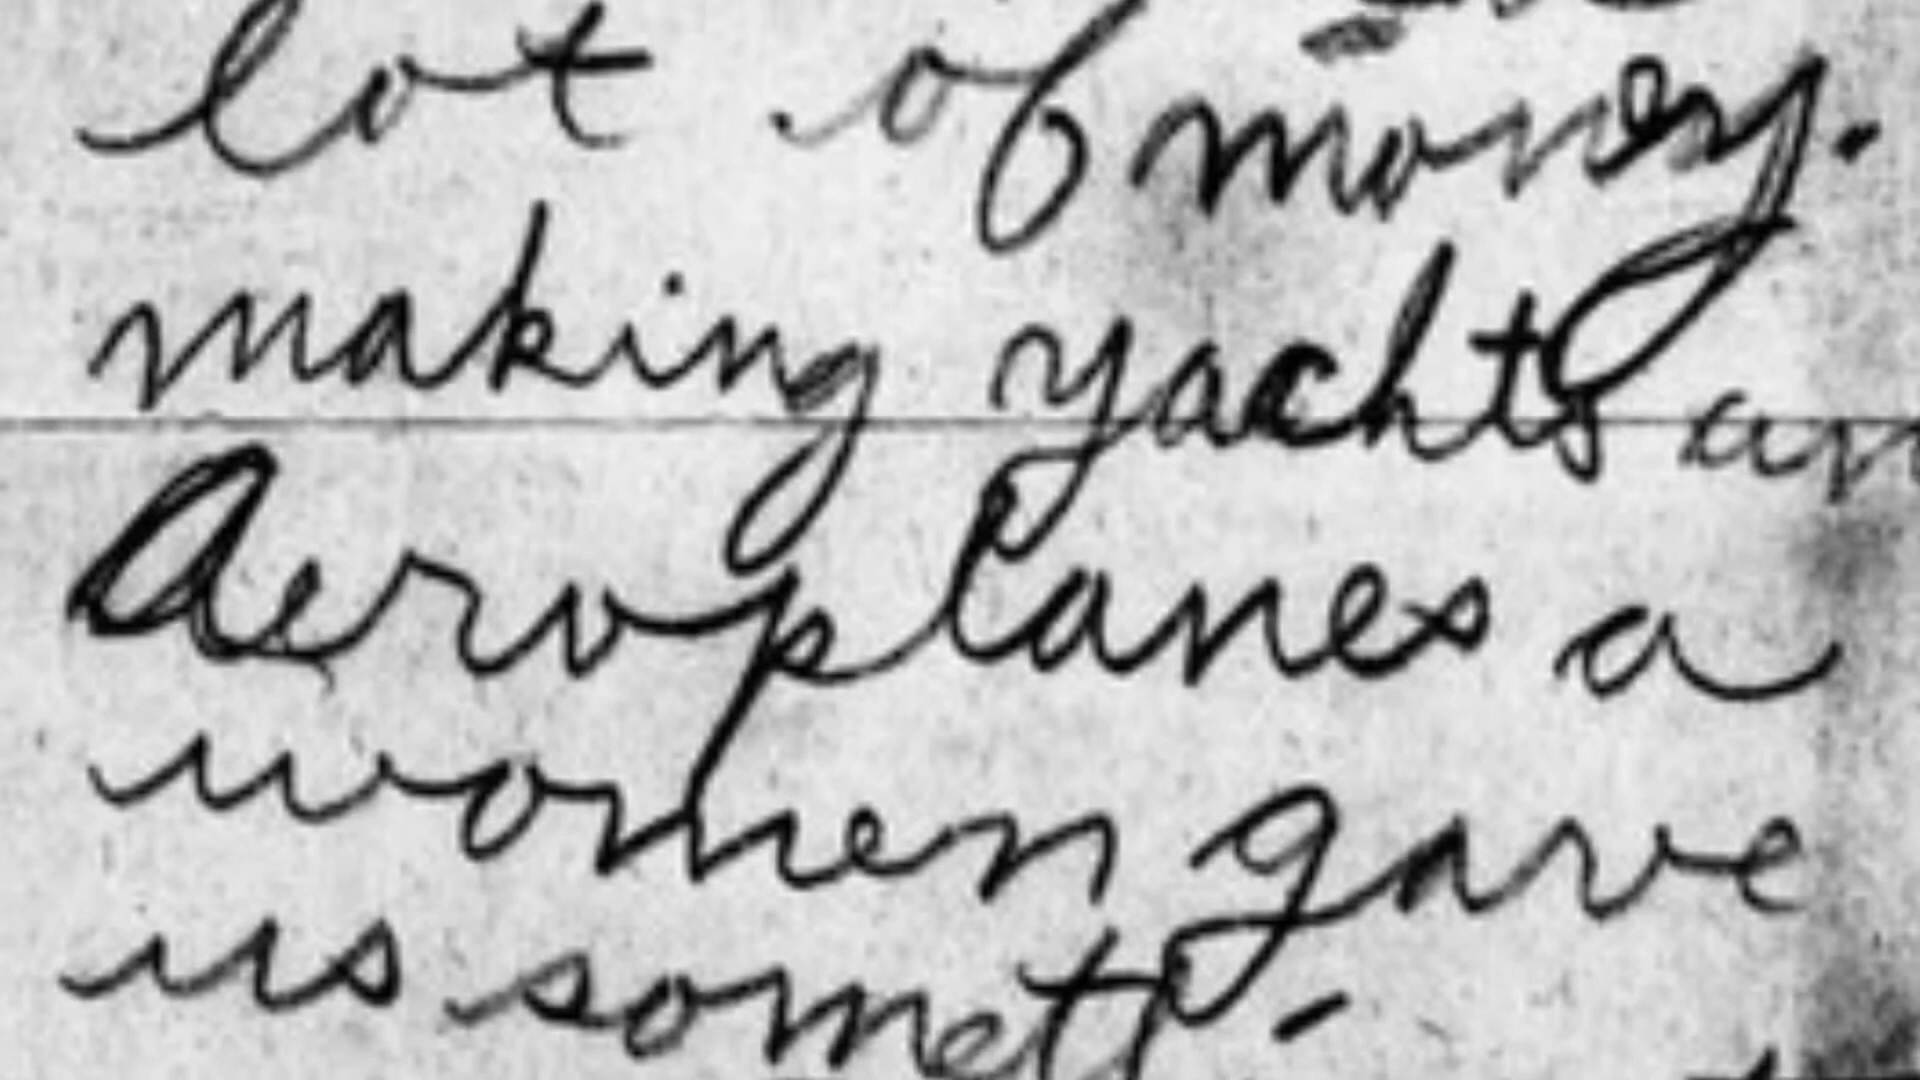 lot of money.
making yachts an
Aeroplanes a
women gave
us someth-